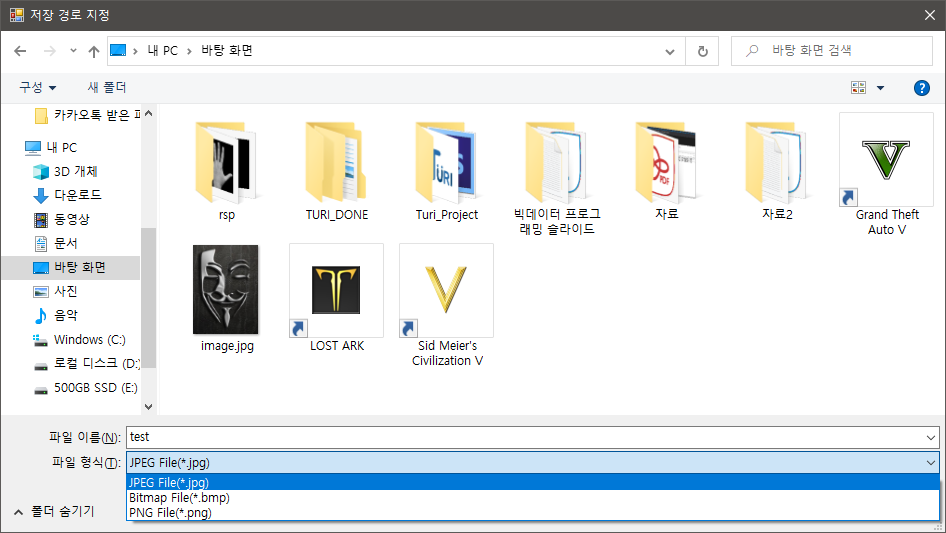 저장 경로 지정
내 PC
바탕 화면
바탕 화면 검색
구성
새 폴더
카카오톡 받은 파
내 PC
3D 개체
다운로드
동영상
문서
바탕 화면
사진
음악
Windows (C:)
로컬 디스크 (D:)
500GB SSD (E:)
rsp
TURI_DONE
TÜRI
Turi_Project
빅데이터 프로그
래밍 슬라이드
PDF
자료
자료2
Grand Theft
Auto V
image.jpg
LOST ARK
Sid Meier's
Civilization V
파일 이름(N):
test
파일 형식(T):
JPEG File(*.jpg)
JPEG File(*.jpg)
Bitmap File(*.bmp)
PNG File(*.png)
폴더 숨기기